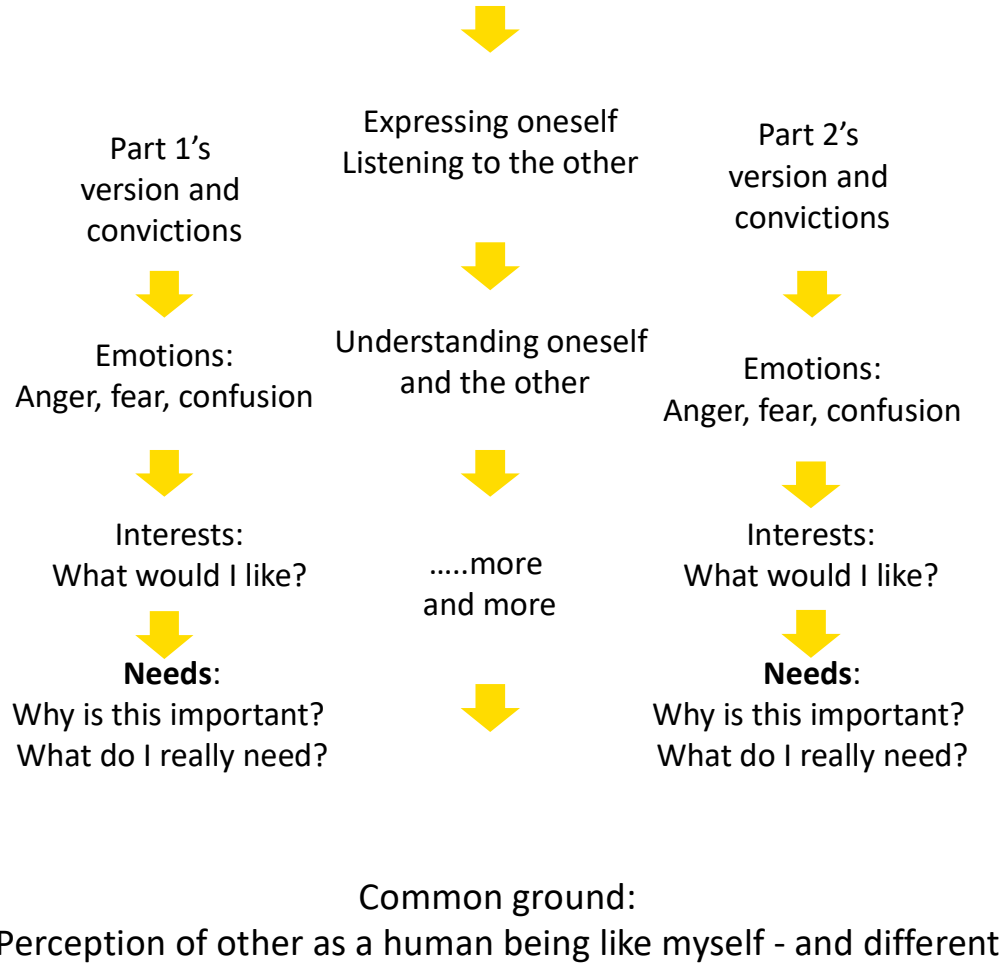 Part 1's
version and
convictions
Emotions:
Anger, fear, confusion
Interests:
What would I like?
Needs:
Why is this important?
What do I really need?
Expressing oneself
Listening to the other
Understanding oneself
and the other
.....more
and more
Part 2's
version and
convictions
Emotions:
Anger, fear, confusion
Interests:
What would I like?
Needs:
Why is this important?
What do I really need?
Common ground:
Perception of other as a human being like myself - and different